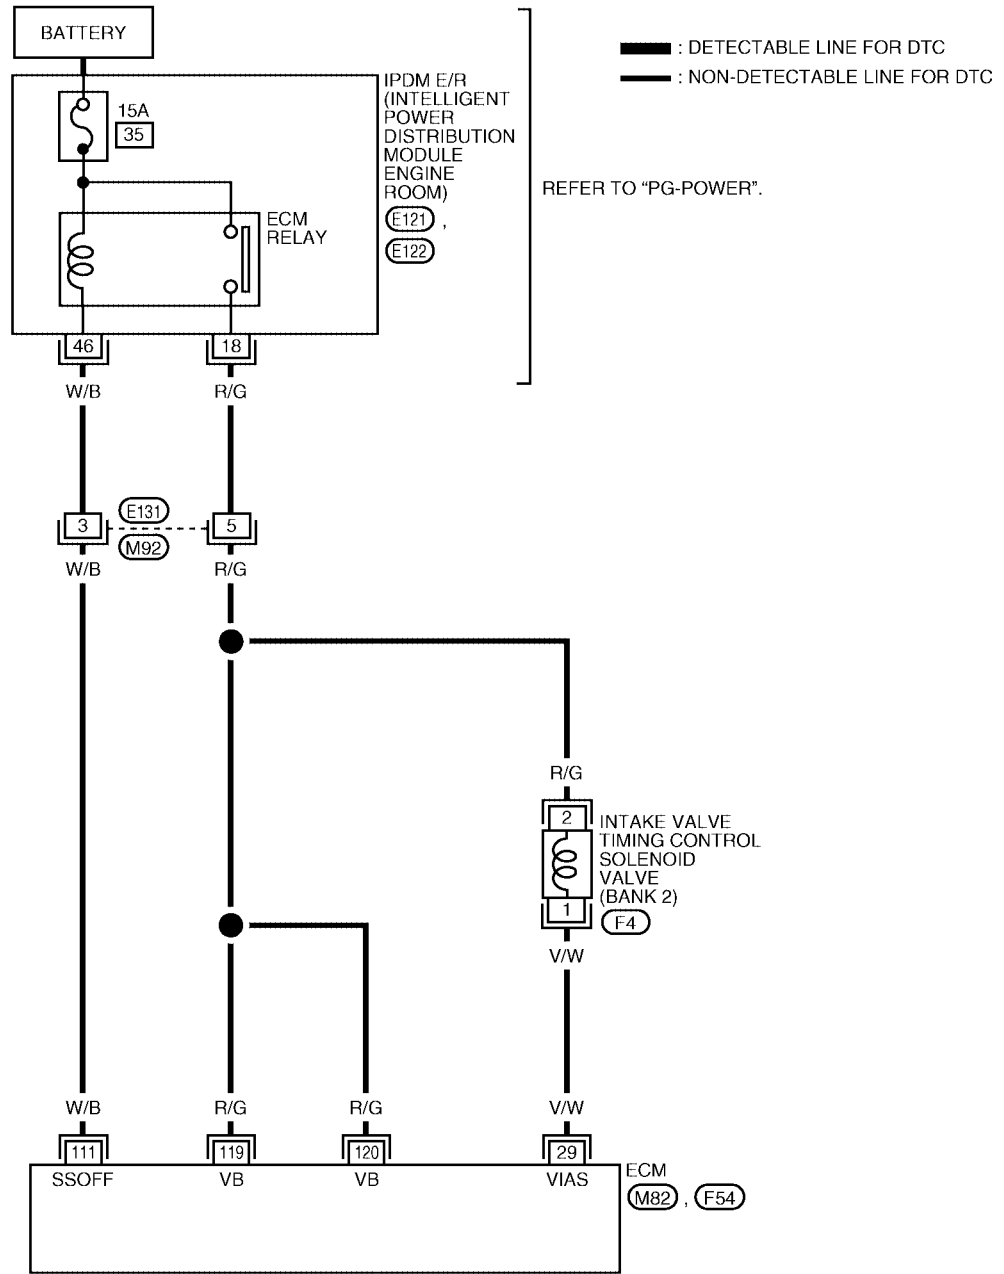 BATTERY
: DETECTABLE LINE FOR DTC
: NON-DETECTABLE LINE FOR DTC
IPDM E/R
(INTELLIGENT
POWER
DISTRIBUTION
MODULE
ENGINE
ROOM)
E121 ,
E122
15A
35
REFER TO “PG-POWER”.
ECM
RELAY
46
18
W/B
R/G
E131
3
5
M92
W/B
R/G
R/G
2
INTAKE VALVE
TIMING CONTROL
SOLENOID
VALVE
(BANK 2)
1
F4
V/W
W/B
R/G
R/G
V/W
111
119
120
29
SSOFF
VB
VB
VIAS
ECM
M82 , F54